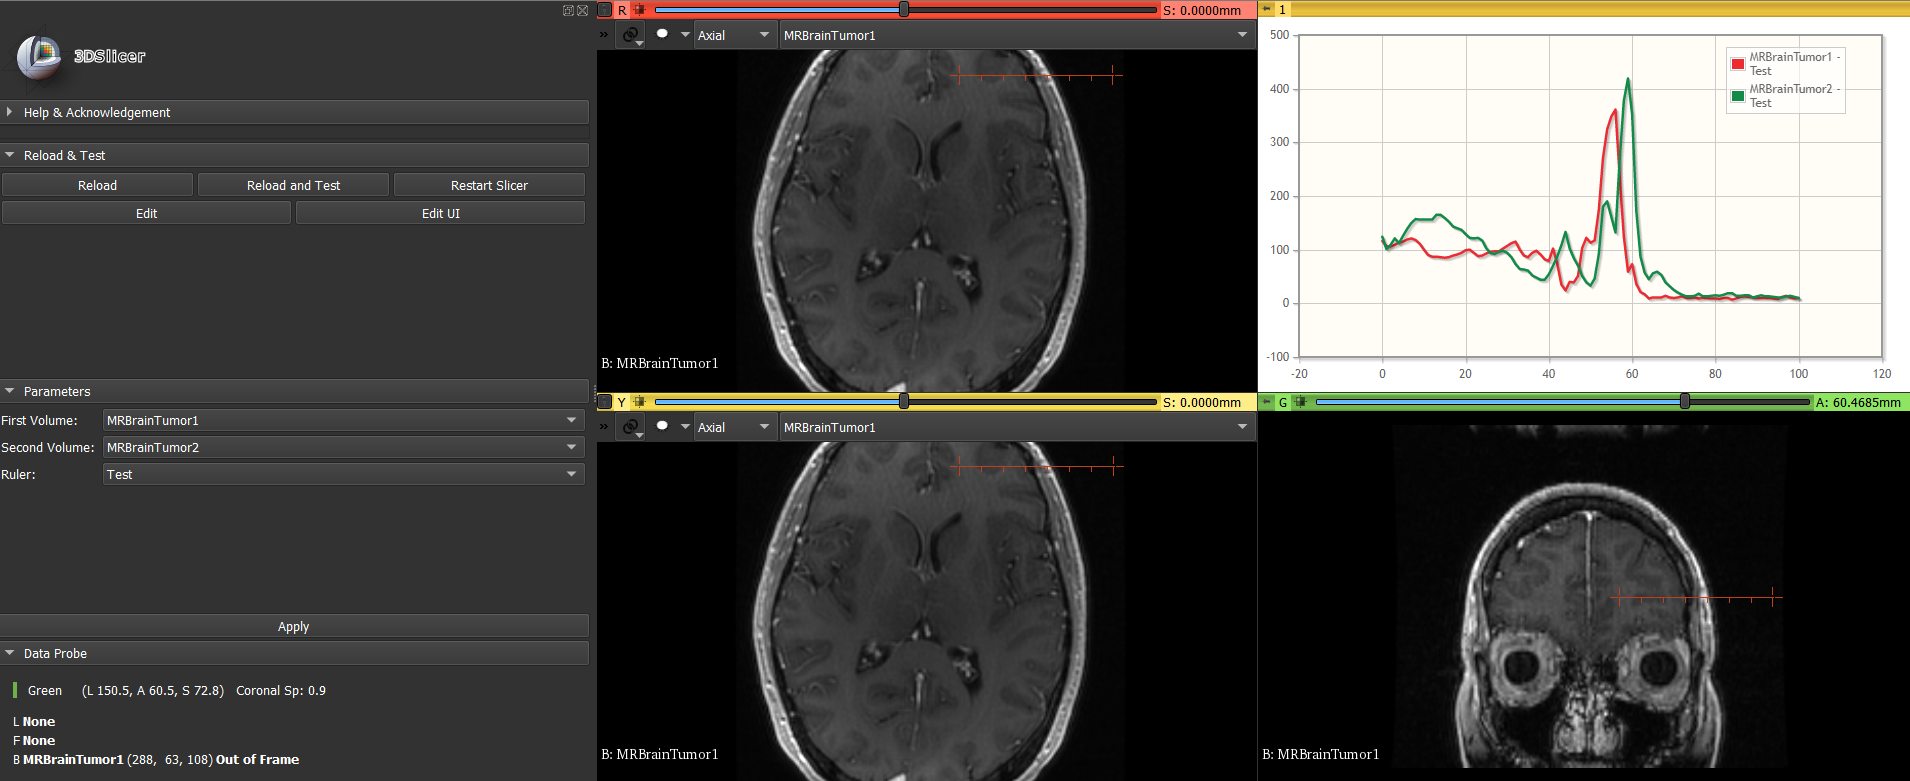 3DSlicer
Help & Acknowledgement
Reload & Test
Reload
Reload and Test
Restart Slicer
Edit
Edit UI
Parameters
First Volume:
MRBrainTumor1
Second Volume:
MRBrainTumor2
Ruler:
Test
Apply
Data Probe
Green (L 150.5, A 60.5, S 72.8) Coronal Sp: 0.9
L None
F None
B MRBrainTumor1 (288, 63, 108) Out of Frame
R
S: 0.0000mm
Axial
MRBrainTumor1
B: MRBrainTumor1
Y
S: 0.0000mm
Axial
MRBrainTumor1
B: MRBrainTumor1
1
500
400
300
200
100
0
-100
-20
0
20
40
60
80
100
120
MRBrainTumor1 -
Test
MRBrainTumor2 -
Test
G
A: 60.4685mm
B: MRBrainTumor1